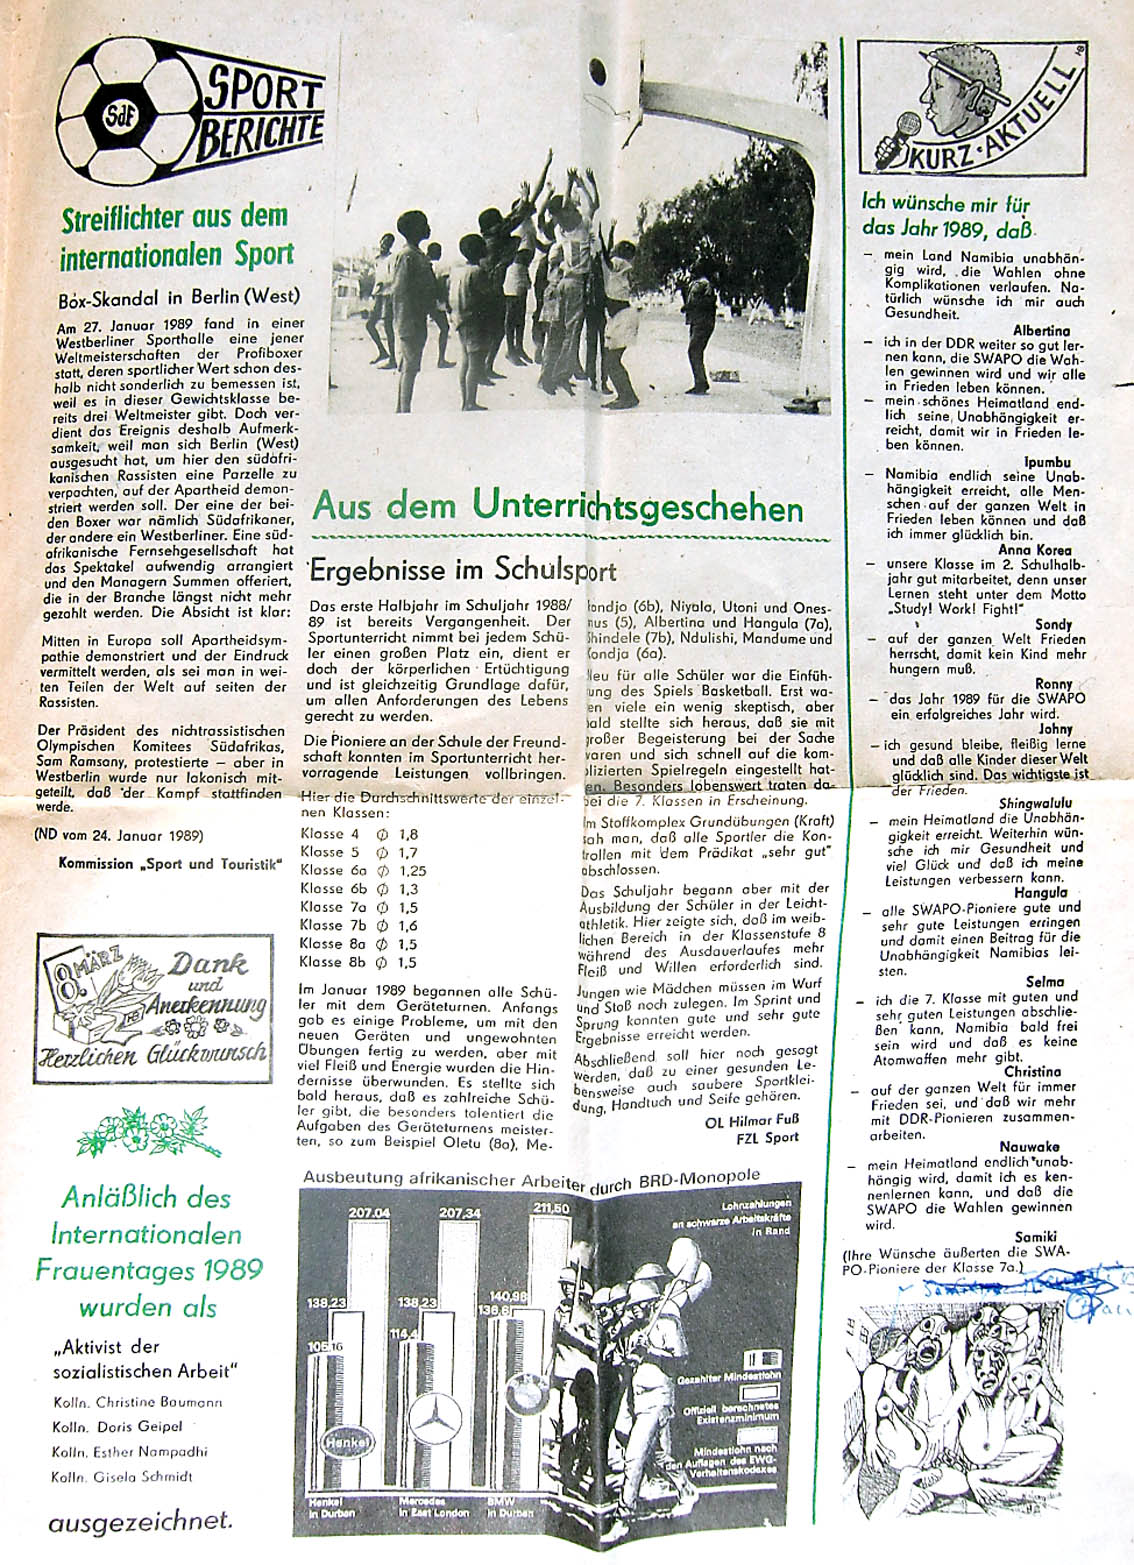 SdF
SPORT
BERICHTE
Streiflichter aus dem
internationalen Sport
Box-Skandal in Berlin (West)
Am 27. Januar 1989 fand in einer
Westberliner Sporthalle eine jener
Weltmeisterschaften der Profiboxer
statt, deren sportlicher Wert schon des-
halb nicht sonderlich zu bemessen ist,
weil es in dieser Gewichtsklasse be-
reits drei Weltmeister gibt. Doch ver-
dient das Ereignis deshalb Aufmerk-
samkeit, weil man sich Berlin (West)
ausgesucht hat, um hier den südafri-
kanischen Rassisten eine Parzelle zu
verpachten, auf der Apartheid demon-
striert werden soll. Der eine der bei-
den Boxer war nämlich Südafrikaner,
der andere ein Westberliner. Eine süd-
afrikanische Fernsehgesellschaft hat
das Spektakel aufwendig arrangiert
und den Managern Summen offeriert,
die in der Branche längst nicht mehr
gezahlt werden. Die Absicht ist klar:
Mitten in Europa soll Apartheidsym-
pathie demonstriert und der Eindruck
vermittelt werden, als sei man in wei-
ten Teilen der Welt auf seiten der
Rassisten.
Der Präsident des nichtrassistischen
Olympischen Komitees Südafrikas,
Sam Ramsany, protestierte – aber in
Westberlin wurde nur lakonisch mit-
geteilt, daß der Kampf stattfinden
werde.
(ND vom 24. Januar 1989)
Kommission „Sport und Touristik"
8. MÄRZ
Dank
und
Anerkennung
Herzlichen Glückwunsch
Anläßlich des
Internationalen
Frauentages 1989
wurden als
„Aktivist der
sozialistischen Arbeit"
Kolln. Christine Baumann
Kolln. Doris Geipel
Kolln. Esther Nampadhi
Kolln. Gisela Schmidt
ausgezeichnet.
Aus dem Unterrichtsgeschehen
Ergebnisse im Schulsport
Das erste Halbjahr im Schuljahr 1988/
89 ist bereits Vergangenheit. Der
Sportunterricht nimmt bei jedem Schü-
ler einen großen Platz ein, dient er
doch der körperlichen Ertüchtigung
und ist gleichzeitig Grundlage dafür,
um allen Anforderungen des Lebens
gerecht zu werden.
Die Pioniere an der Schule der Freund-
schaft konnten im Sportunterricht her-
vorragende Leistungen vollbringen.
Hier die Durchschnittswerte der einzel-
nen Klassen:
Klasse 4 ∅ 1,8
Klasse 5 ∅ 1,7
Klasse 6a ∅ 1,25
Klasse 6b ∅ 1,3
Klasse 7a ∅ 1,5
Klasse 7b ∅ 1,6
Klasse 8a ∅ 1,5
Klasse 8b ∅ 1,5
Im Januar 1989 begannen alle Schü-
ler mit dem Geräteturnen. Anfangs
gab es einige Probleme, um mit den
neuen Geräten und ungewohnten
Übungen fertig zu werden, aber mit
viel Fleiß und Energie wurden die Hin-
dernisse überwunden. Es stellte sich
bald heraus, daß es zahlreiche Schü-
ler gibt, die besonders talentiert die
Aufgaben des Geräteturnens meister-
ten, so zum Beispiel Oletu (8a), Me-
londjo (6b), Niyala, Utoni und Ones-
mus (5), Albertina und Hangula (7a),
Shindele (7b), Ndulishi, Mandume und
Kondja (6a).
Neu für alle Schüler war die Einfüh-
ung des Spiels Basketball. Erst wa-
en viele ein wenig skeptisch, aber
ald stellte sich heraus, daß sie mit
großer Begeisterung bei der Sache
waren und sich schnell auf die kom-
plizierten Spielregeln eingestellt hat-
en. Besonders lobenswert traten da-
bei die 7. Klassen in Erscheinung.
Im Stoffkomplex Grundübungen (Kraft)
sah man, daß alle Sportler die Kon-
trollen mit dem Prädikat „sehr gut"
abschlossen.
Das Schuljahr begann aber mit der
Ausbildung der Schüler in der Leicht-
athletik. Hier zeigte sich, daß im weib-
lichen Bereich in der Klassenstufe 8
während des Ausdauerlaufes mehr
Fleiß und Willen erforderlich sind.
Jungen wie Mädchen müssen im Wurf
und Stoß noch zulegen. Im Sprint und
Sprung konnten gute und sehr gute
Ergebnisse erreicht werden.
Abschließend soll hier noch gesagt
werden, daß zu einer gesunden Le-
bensweise auch saubere Sportklei-
dung, Handtuch und Seife gehören.
OL Hilmar Fuß
FZL Sport
Ausbeutung afrikanischer Arbeiter durch BRD-Monopole
Lohnzahlungen
an schwarze Arbeitskräfte
in Rand
207.04
207,34
211,50
138,23
138,23
140,98
136,8
105,16
114,4
Henkel
BMW
Gezahlter Mindestlohn
Offiziell berechnetes
Existenzminimum
Mindestlohn nach
den Auflagen des EWG-
Verhaltenskodexes
Henkel
in Durban
Mercedes
in East London
BMW
in Durban
KURZ·AKTUELL
Ich wünsche mir für
das Jahr 1989, daß
– mein Land Namibia unabhän-
gig wird, die Wahlen ohne
Komplikationen verlaufen. Na-
türlich wünsche ich mir auch
Gesundheit.
Albertina
– ich in der DDR weiter so gut ler-
nen kann, die SWAPO die Wah-
len gewinnen wird und wir alle
in Frieden leben können.
– mein schönes Heimatland end-
lich seine Unabhängigkeit er-
reicht, damit wir in Frieden le-
ben können.
Ipumbu
– Namibia endlich seine Unab-
hängigkeit erreicht, alle Men-
schen auf der ganzen Welt in
Frieden leben können und daß
ich immer glücklich bin.
Anna Korea
– unsere Klasse im 2. Schulhalb-
jahr gut mitarbeitet, denn unser
Lernen steht unter dem Motto
„Study! Work! Fight!"
Sondy
– auf der ganzen Welt Frieden
herrscht, damit kein Kind mehr
hungern muß.
Ronny
– das Jahr 1989 für die SWAPO
ein erfolgreiches Jahr wird.
Johny
– ich gesund bleibe, fleißig lerne
und daß alle Kinder dieser Welt
glücklich sind. Das wichtigste ist
der Frieden.
Shingwalulu
– mein Heimatland die Unabhän-
gigkeit erreicht. Weiterhin wün-
sche ich mir Gesundheit und
viel Glück und daß ich meine
Leistungen verbessern kann.
Hangula
– alle SWAPO-Pioniere gute und
sehr gute Leistungen erringen
und damit einen Beitrag für die
Unabhängigkeit Namibias lei-
sten.
Selma
– ich die 7. Klasse mit guten und
sehr guten Leistungen abschlie-
ßen kann, Namibia bald frei
sein wird und daß es keine
Atomwaffen mehr gibt.
Christina
– auf der ganzen Welt für immer
Frieden sei, und daß wir mehr
mit DDR-Pionieren zusammen-
arbeiten.
Nauwake
– mein Heimatland endlich unab-
hängig wird, damit ich es ken-
nenlernen kann, und daß die
SWAPO die Wahlen gewinnen
wird.
Samiki
(Ihre Wünsche äußerten die SWA-
PO-Pioniere der Klasse 7a.)